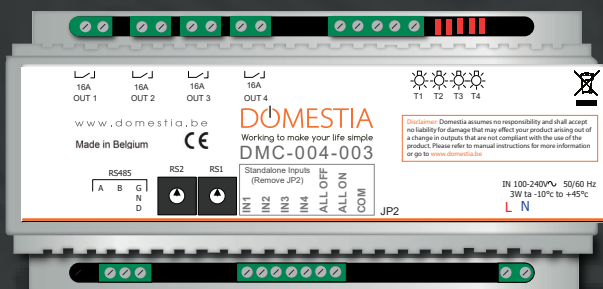 16A 16A 16A 16A
OUT 1 OUT 2 OUT 3 OUT 4
T1 T2 T3 T4
www.domestia.be
Made in Belgium CE
DOMESTIA
Working to make your life simple
DMC-004-003
Disclaimer: Domestia assumes no responsibility and shall accept
no liability for damage that may effect your product arising out of
a change in outputs that are not compliant with the use of the
product. Please refer to manual instructions for more information
or go to www.domestia.be
RS485 RS2 RS1
A B GND
Standalone Inputs
(Remove JP2)
IN1
IN2
IN3
IN4
ALL OFF
ALL ON
COM
JP2
IN 100-240V 50/60 Hz
3W ta -10°c to +45°c
L N